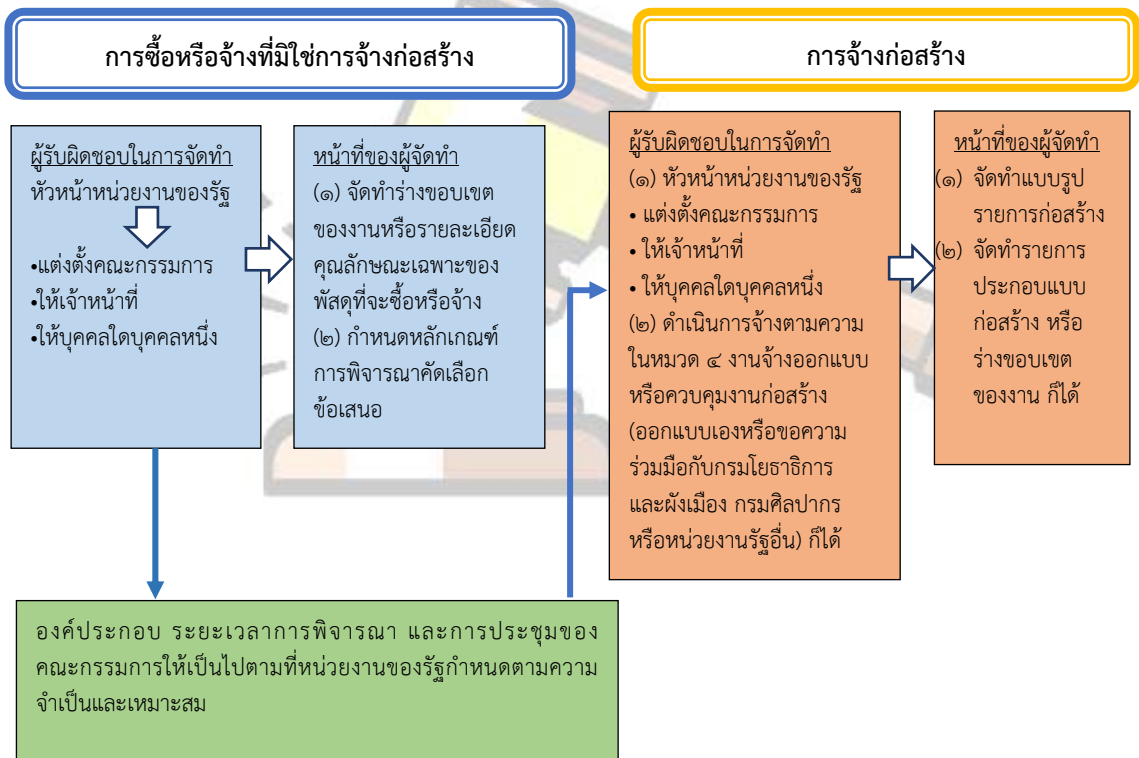 การซื้อหรือจ้างที่มิใช่การจ้างก่อสร้าง
การจ้างก่อสร้าง
ผู้รับผิดชอบในการจัดทำ
หัวหน้าหน่วยงานของรัฐ
•แต่งตั้งคณะกรรมการ
•ให้เจ้าหน้าที่
•ให้บุคคลใดบุคคลหนึ่ง
หน้าที่ของผู้จัดทำ
(๑) จัดทำร่างขอบเขต
ของงานหรือรายละเอียด
คุณลักษณะเฉพาะของ
พัสดุที่จะซื้อหรือจ้าง
(๒) กำหนดหลักเกณฑ์
การพิจารณาคัดเลือก
ข้อเสนอ
ผู้รับผิดชอบในการจัดทำ
(๑) หัวหน้าหน่วยงานของรัฐ
• แต่งตั้งคณะกรรมการ
• ให้เจ้าหน้าที่
• ให้บุคคลใดบุคคลหนึ่ง
(๒) ดำเนินการจ้างตามความ
ในหมวด ๔ งานจ้างออกแบบ
หรือควบคุมงานก่อสร้าง
(ออกแบบเองหรือขอความ
ร่วมมือกับกรมโยธาธิการ
และผังเมือง กรมศิลปากร
หรือหน่วยงานรัฐอื่น) ก็ได้
หน้าที่ของผู้จัดทำ
(๑) จัดทำแบบรูป
รายการก่อสร้าง
(๒) จัดทำรายการ
ประกอบแบบ
ก่อสร้าง หรือ
ร่างขอบเขต
ของงาน ก็ได้
องค์ประกอบ ระยะเวลาการพิจารณา และการประชุมของ
คณะกรรมการให้เป็นไปตามที่หน่วยงานของรัฐกำหนดตามความ
จำเป็นและเหมาะสม